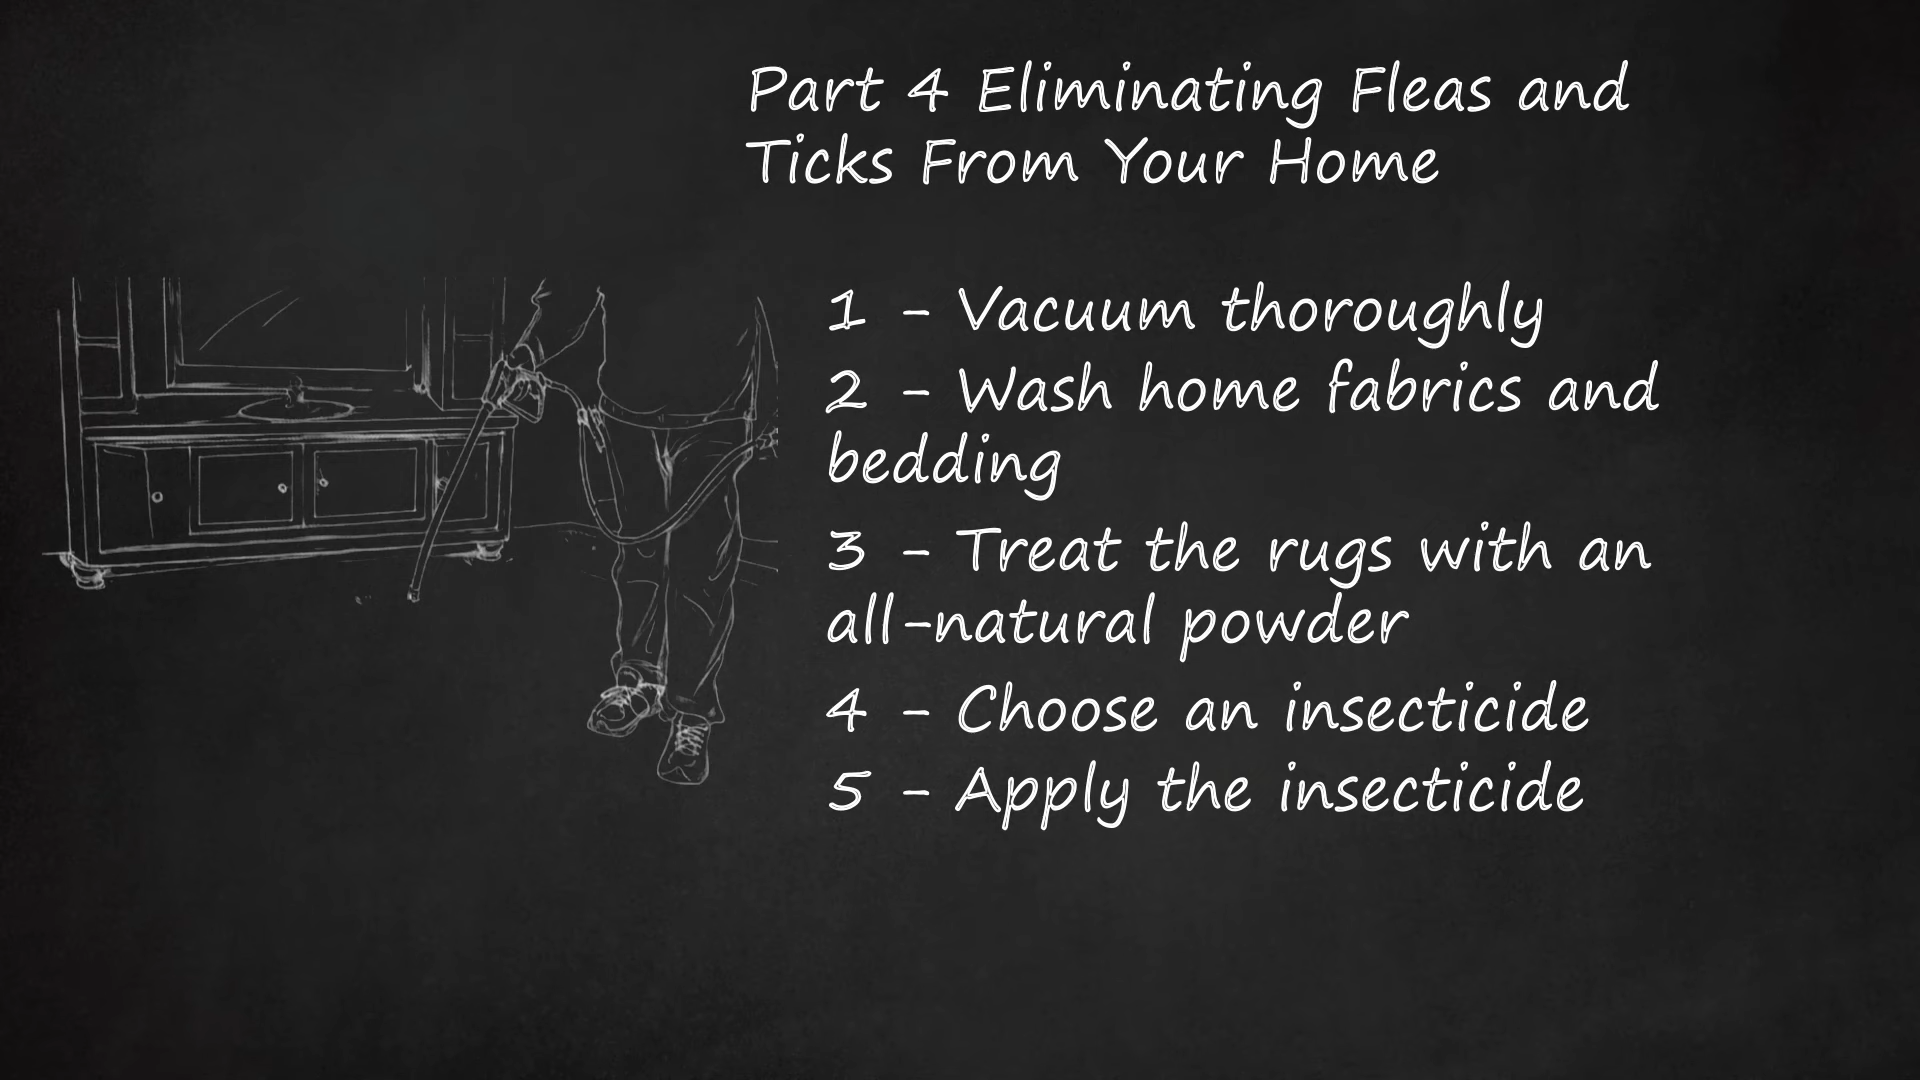 Part 4 Eliminating Fleas and
Ticks From Your Home
1 - Vacuum thoroughly
2 - Wash home fabrics and
bedding
3 - Treat the rugs with an
all-natural powder
4 - Choose an insecticide
5 - Apply the insecticide